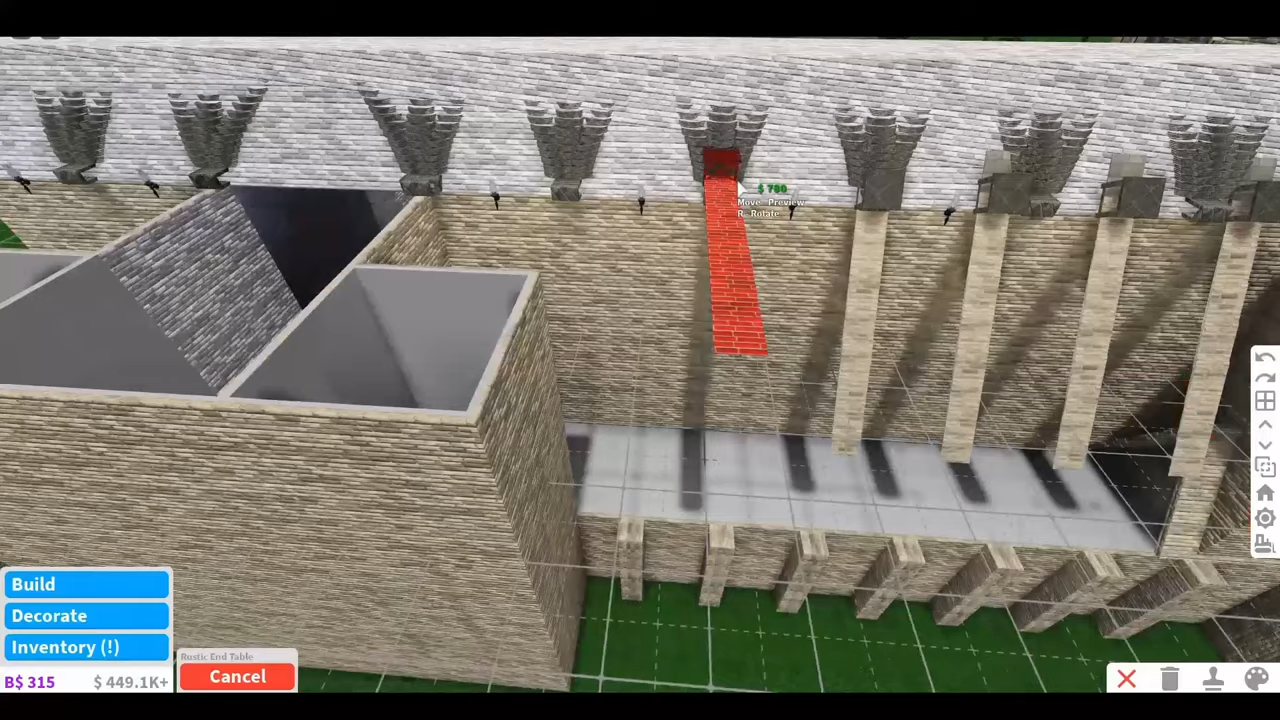 $ 780
Move Preview
R Rotate
Build
Decorate
Inventory (!)
Rustic End Table
B$ 315
$ 449.1K+
Cancel